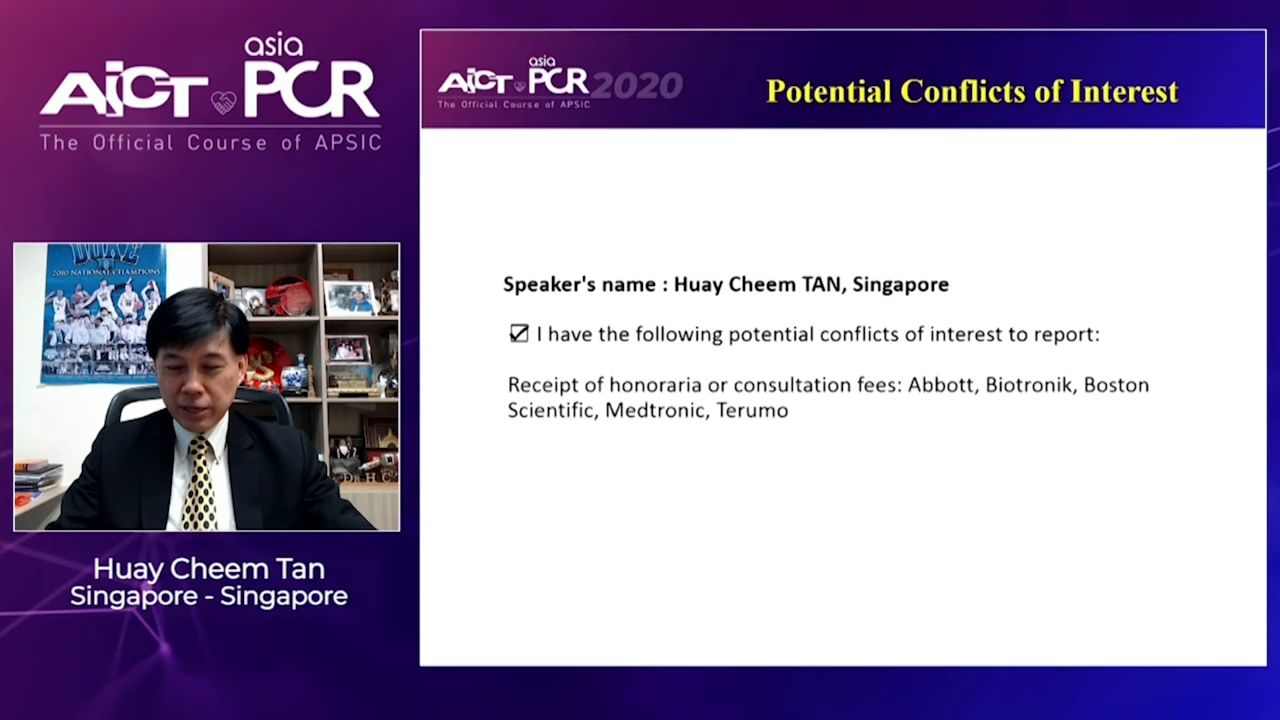 asia
AICT PCR
The Official Course of APSIC
asia
AICT PCR 2020
The Official Course of APSIC
Potential Conflicts of Interest
DUKE
2010 NATIONAL CHAMPIONS
Speaker's name : Huay Cheem TAN, Singapore
I have the following potential conflicts of interest to report:
Receipt of honoraria or consultation fees: Abbott, Biotronik, Boston
Scientific, Medtronic, Terumo
Huay Cheem Tan
Singapore - Singapore